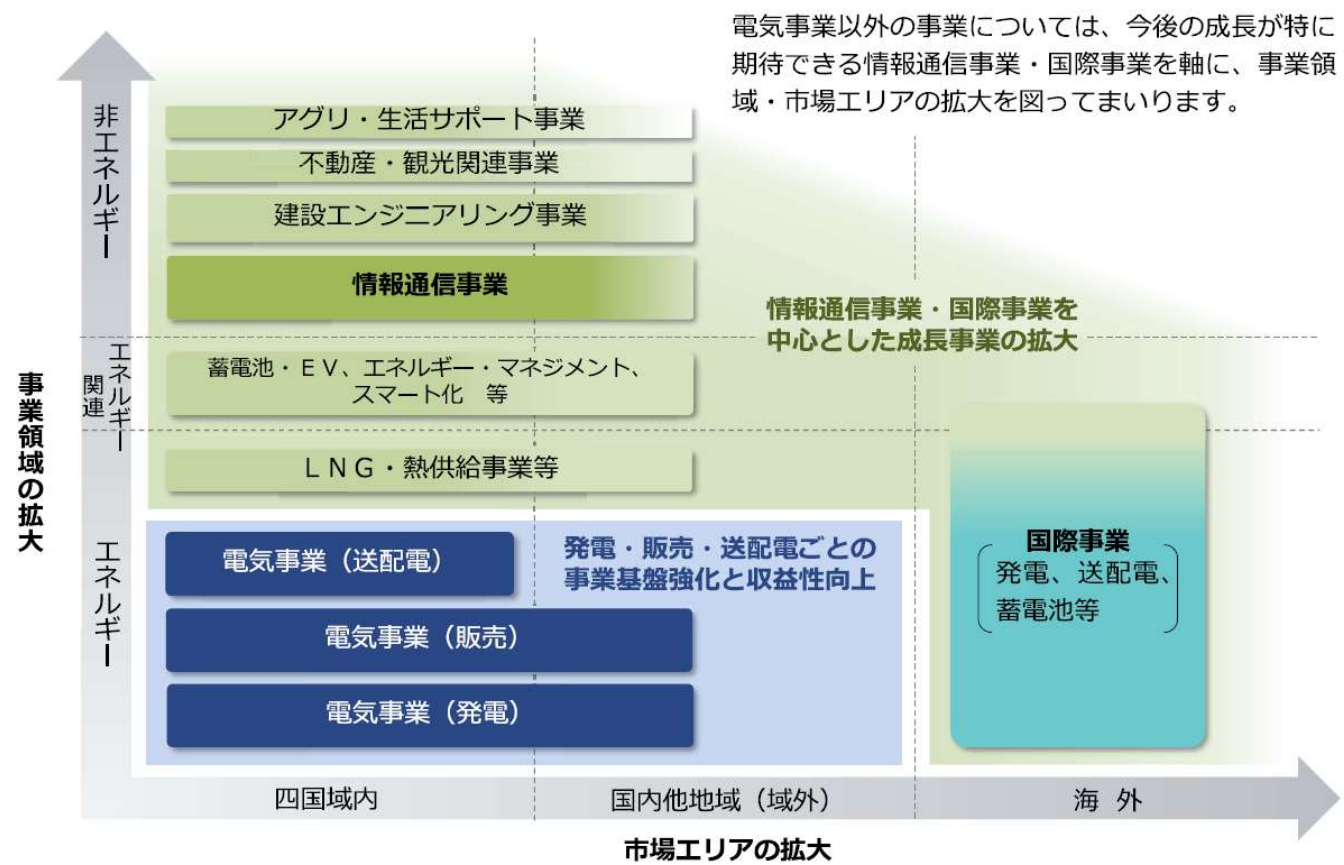 電気事業以外の事業については、今後の成長が特に
期待できる情報通信事業・国際事業を軸に、事業領
域・市場エリアの拡大を図ってまいります。
事業領域の拡大
非エネルギー
アグリ・生活サポート事業
不動産・観光関連事業
建設エンジニアリング事業
情報通信事業
情報通信事業・国際事業を
中心とした成長事業の拡大
エネルギー
関連
蓄電池・ＥＶ、エネルギー・マネジメント、
スマート化　等
エネルギー
ＬＮＧ・熱供給事業等
電気事業（送配電）
発電・販売・送配電ごとの
事業基盤強化と収益性向上
電気事業（販売）
電気事業（発電）
国際事業
発電、送配電、
蓄電池等
四国域内
国内他地域（域外）
海 外
市場エリアの拡大